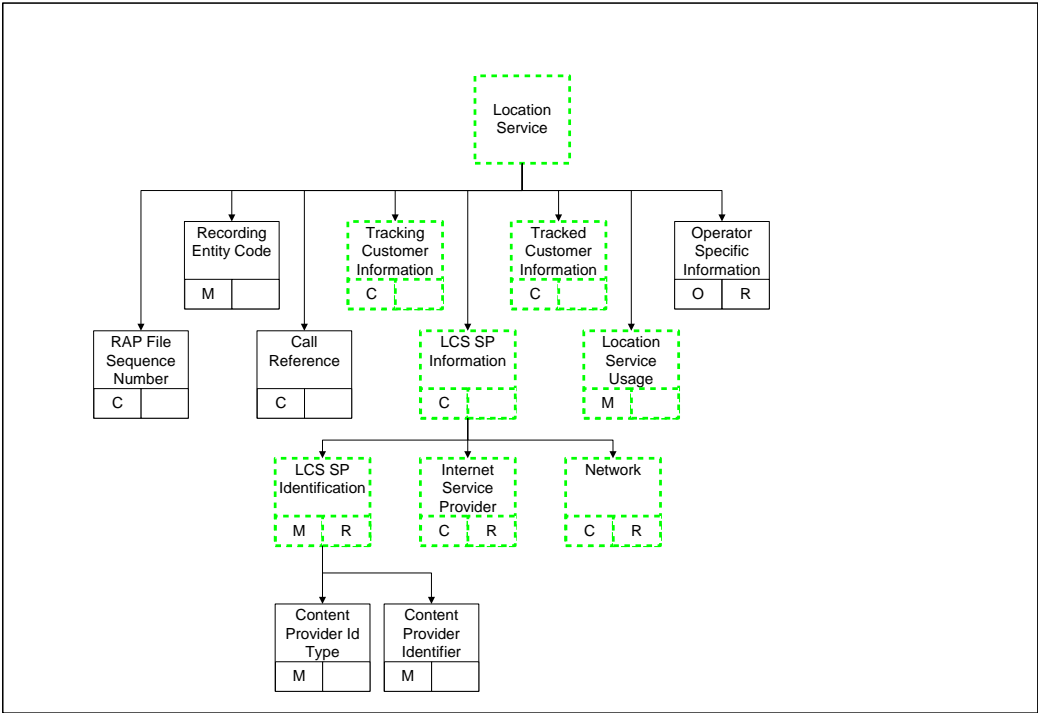 Location
Service
Recording
Entity Code
M
Tracking
Customer
Information
C
Tracked
Customer
Information
C
Operator
Specific
Information
O R
RAP File
Sequence
Number
C
Call
Reference
C
LCS SP
Information
C
Location
Service
Usage
M
LCS SP
Identification
M R
Internet
Service
Provider
C R
Network
C R
Content
Provider Id
Type
M
Content
Provider
Identifier
M